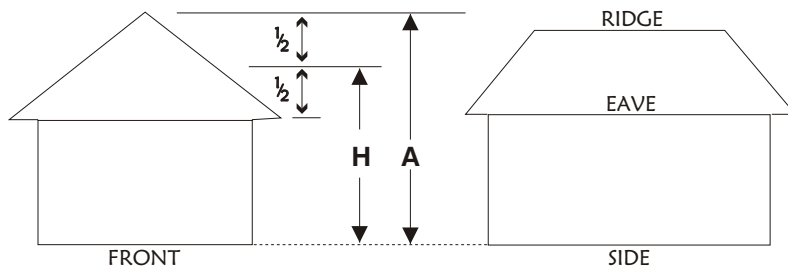 RIDGE
½
½
EAVE
H
A
FRONT
SIDE